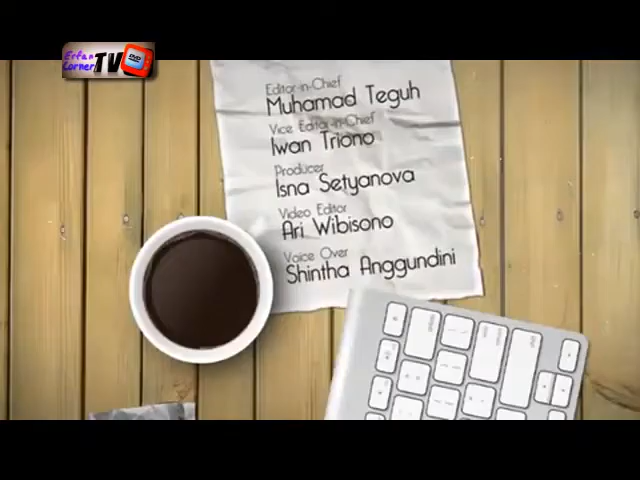 Erfan
Corner TV
DVD
Editor-in-Chief
Muhamad Teguh
Vice Editor-in-Chief
Iwan Triono
Producer
Isna Setyanova
Video Editor
Ari Wibisono
Voice Over
Shintha Anggundini